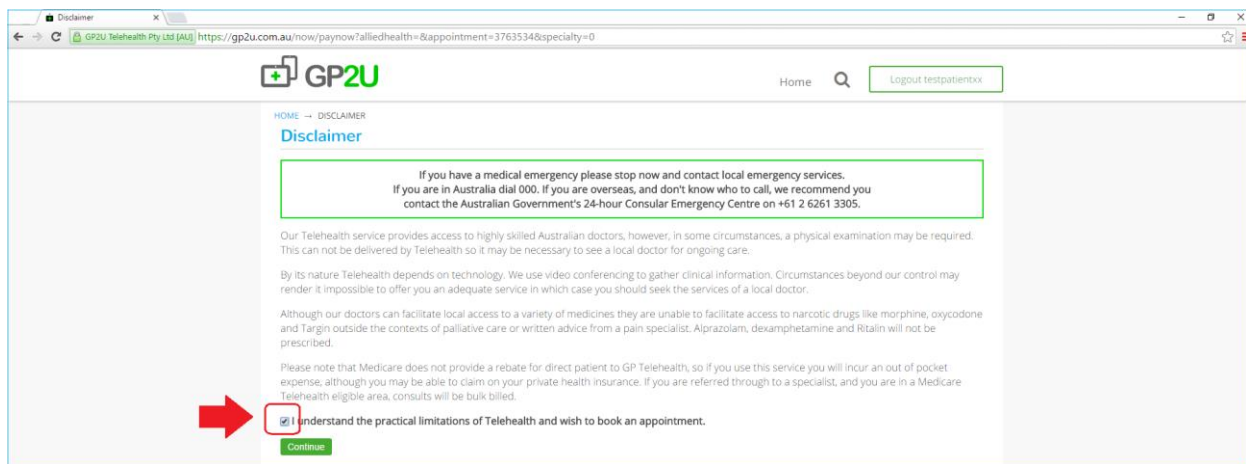 Disclaimer
GP2U Telehealth Pty Ltd [AU] https://gp2u.com.au/now/paynow?alliedhealth=&appointment=3763534&specialty=0
GP2U
Home
Logout testpatientxx
HOME → DISCLAIMER
Disclaimer
If you have a medical emergency please stop now and contact local emergency services.
If you are in Australia dial 000. If you are overseas, and don't know who to call, we recommend you
contact the Australian Government's 24-hour Consular Emergency Centre on +61 2 6261 3305.
Our Telehealth service provides access to highly skilled Australian doctors, however, in some circumstances, a physical examination may be required.
This can not be delivered by Telehealth so it may be necessary to see a local doctor for ongoing care.
By its nature Telehealth depends on technology. We use video conferencing to gather clinical information. Circumstances beyond our control may
render it impossible to offer you an adequate service in which case you should seek the services of a local doctor.
Although our doctors can facilitate local access to a variety of medicines they are unable to facilitate access to narcotic drugs like morphine, oxycodone
and Targin outside the contexts of palliative care or written advice from a pain specialist. Alprazolam, dexamphetamine and Ritalin will not be
prescribed.
Please note that Medicare does not provide a rebate for direct patient to GP Telehealth, so if you use this service you will incur an out of pocket
expense, although you may be able to claim on your private health insurance. If you are referred through to a specialist, and you are in a Medicare
Telehealth eligible area, consults will be bulk billed.
I understand the practical limitations of Telehealth and wish to book an appointment.
Continue